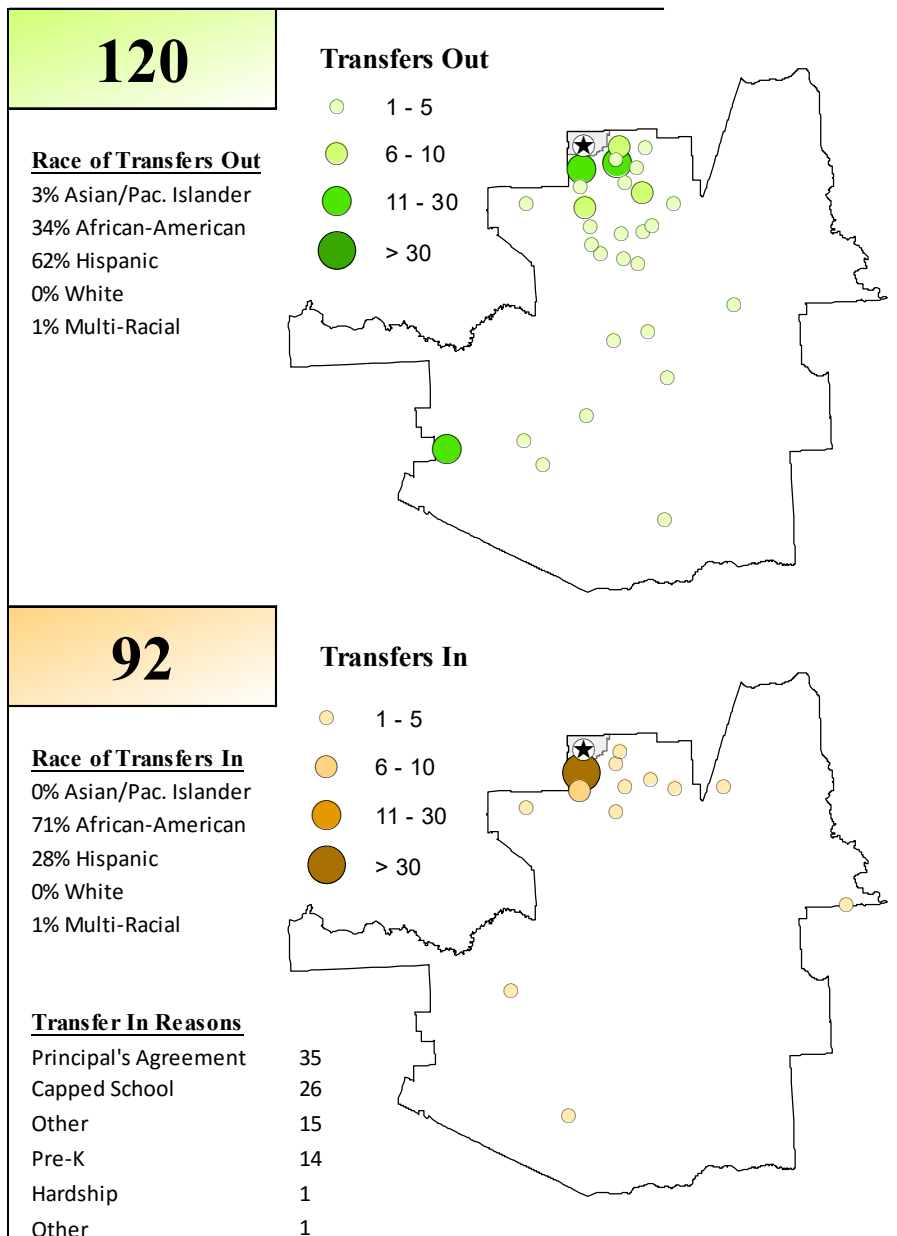 120
Race of Transfers Out
3% Asian/Pac. Islander
34% African-American
62% Hispanic
0% White
1% Multi-Racial
Transfers Out
1 - 5
6 - 10
11 - 30
> 30
92
Race of Transfers In
0% Asian/Pac. Islander
71% African-American
28% Hispanic
0% White
1% Multi-Racial
Transfers In
1 - 5
6 - 10
11 - 30
> 30
Transfer In Reasons
Principal's Agreement 35
Capped School 26
Other 15
Pre-K 14
Hardship 1
Other 1